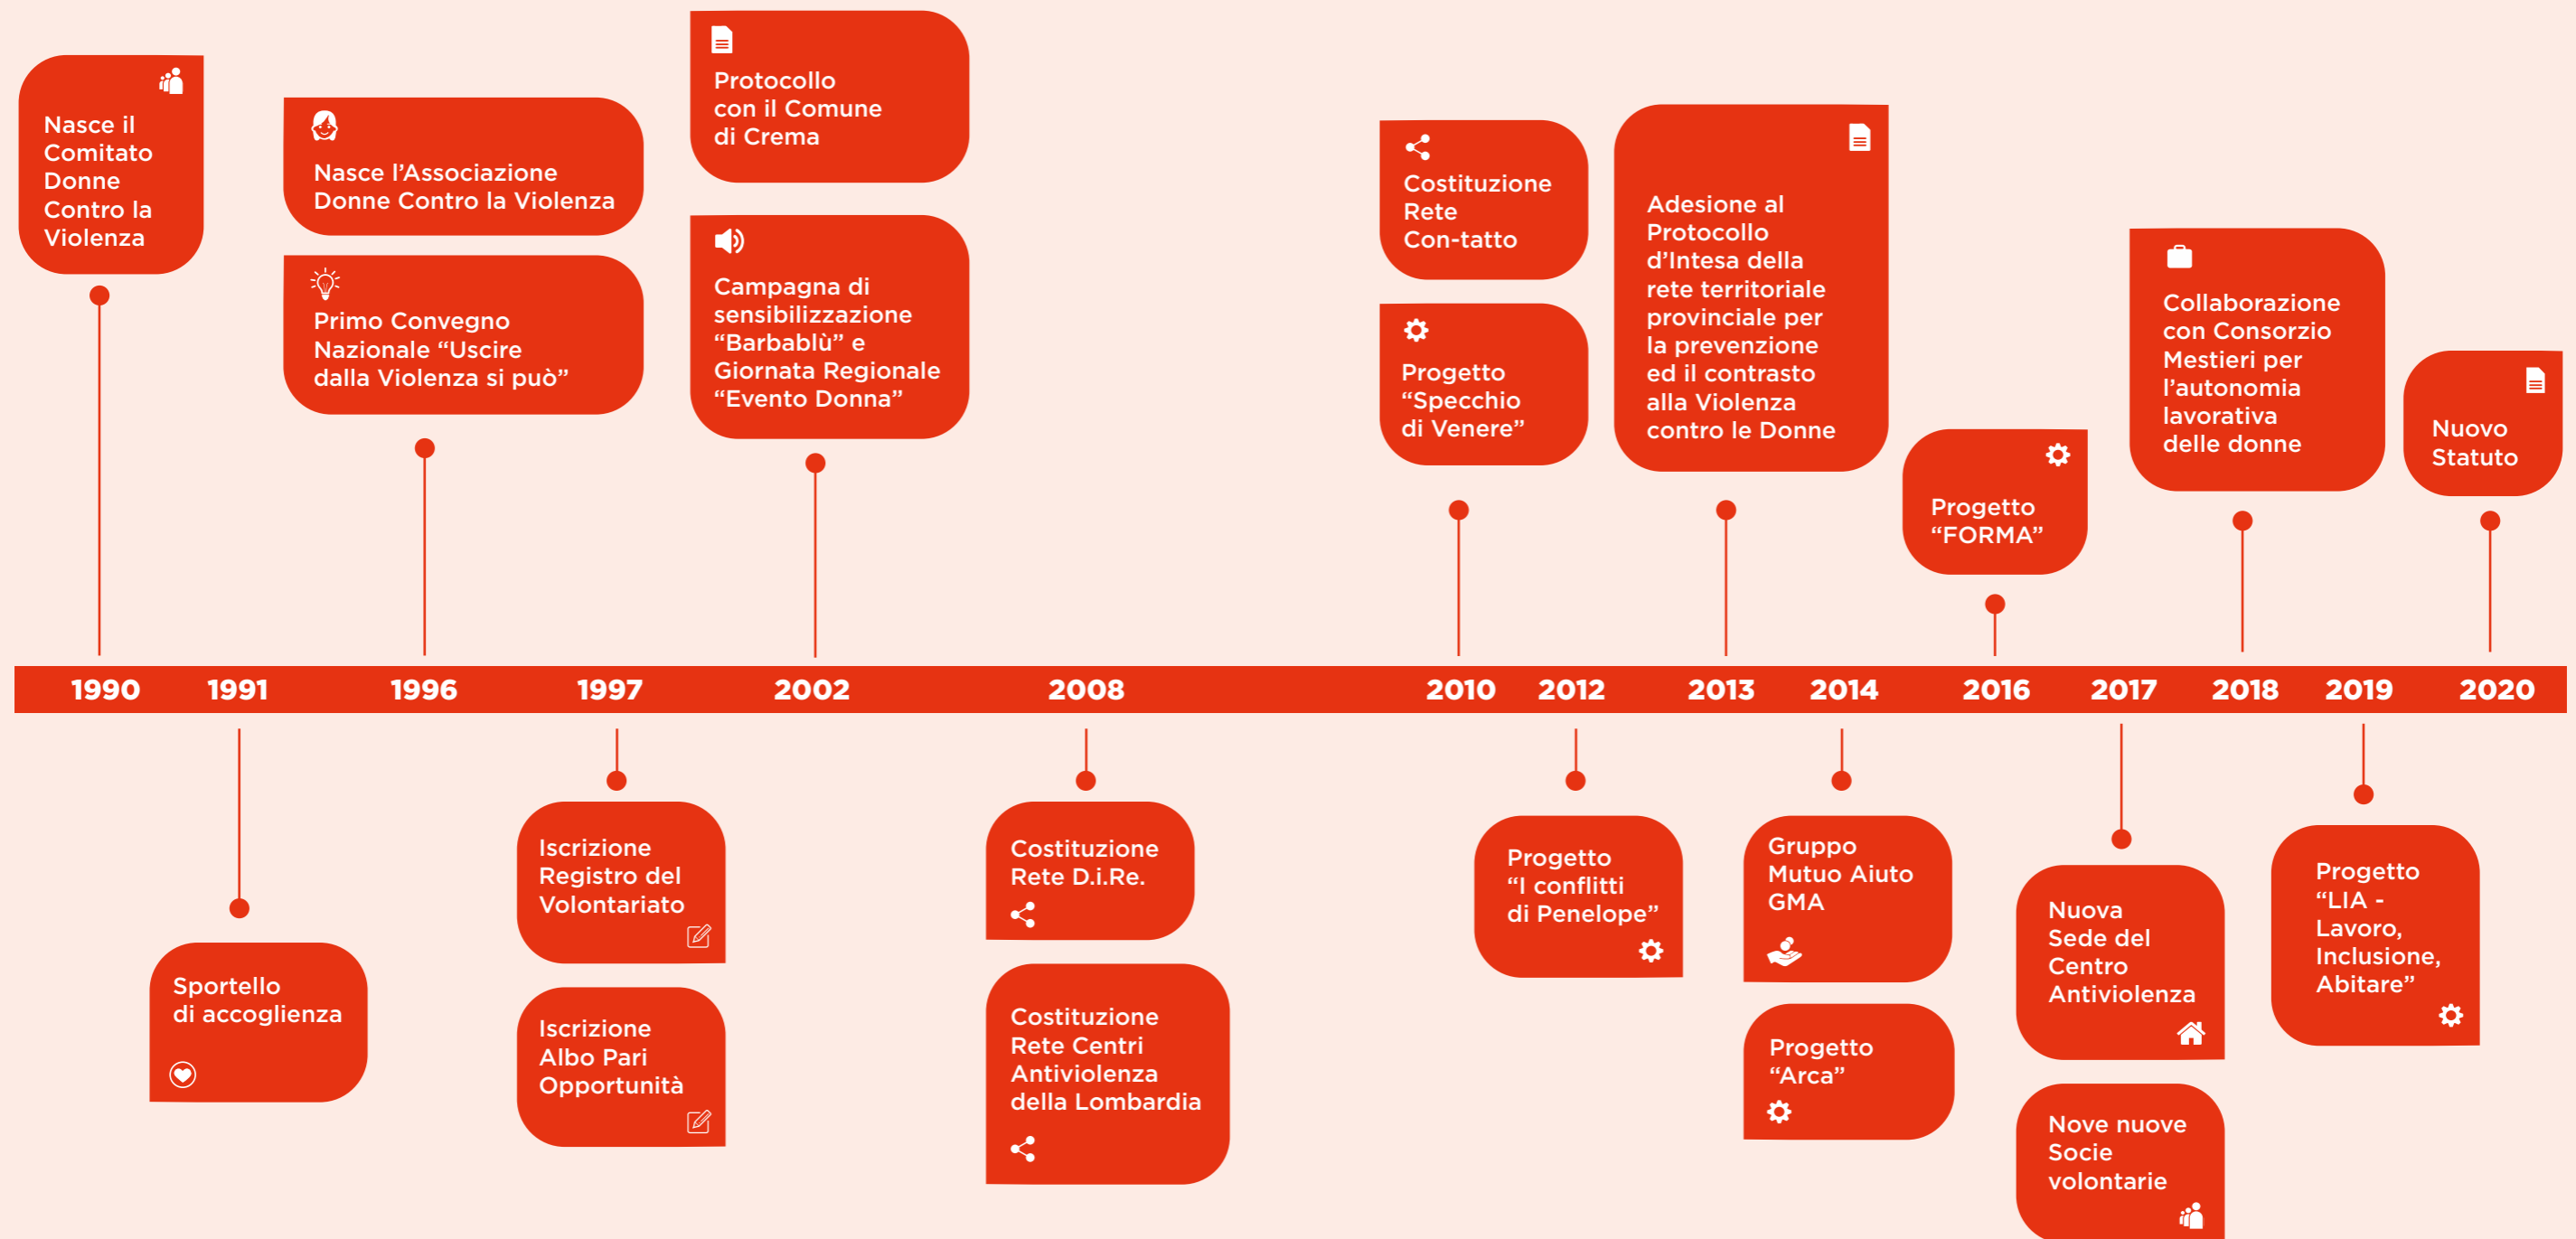 Nasce il
Comitato
Donne
Contro la
Violenza
Nasce l’Associazione
Donne Contro la Violenza
Primo Convegno
Nazionale “Uscire
dalla Violenza si può”
Protocollo
con il Comune
di Crema
Campagna di
sensibilizzazione
“Barbablù” e
Giornata Regionale
“Evento Donna”
Costituzione
Rete
Con-tatto
Progetto
“Specchio
di Venere”
Adesione al
Protocollo
d’Intesa della
rete territoriale
provinciale per
la prevenzione
ed il contrasto
alla Violenza
contro le Donne
Progetto
“FORMA”
Collaborazione
con Consorzio
Mestieri per
l’autonomia
lavorativa
delle donne
Nuovo
Statuto
1990 1991 1996 1997 2002 2008 2010 2012 2013 2014 2016 2017 2018 2019 2020
Sportello
di accoglienza
Iscrizione
Registro del
Volontariato
Iscrizione
Albo Pari
Opportunità
Costituzione
Rete D.i.Re.
Costituzione
Rete Centri
Antiviolenza
della Lombardia
Progetto
“I conflitti
di Penelope”
Gruppo
Mutuo Aiuto
GMA
Progetto
“Arca”
Nuova
Sede del
Centro
Antiviolenza
Nove nuove
Socie
volontarie
Progetto
“LIA -
Lavoro,
Inclusione,
Abitare”